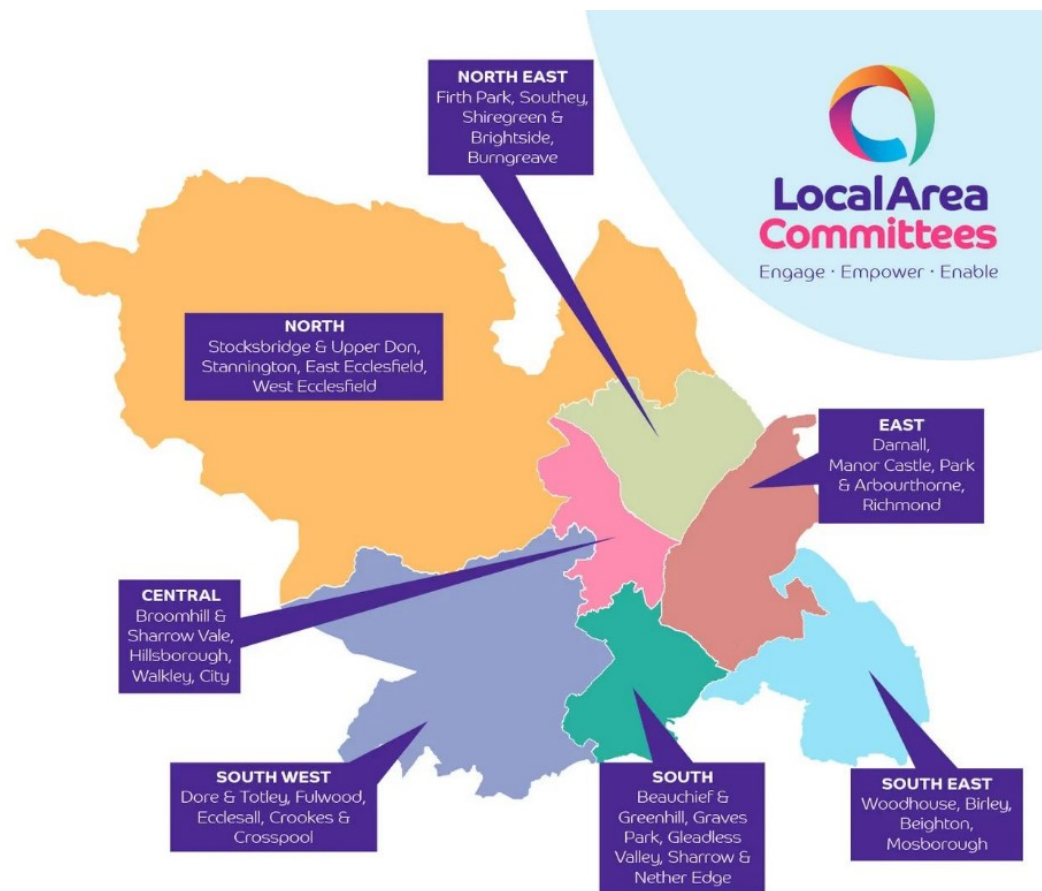 NORTH EAST
Firth Park, Southey,
Shiregreen &
Brightside,
Burngreave
LocalArea
Committees
Engage · Empower · Enable
NORTH
Stocksbridge & Upper Don,
Stannington, East Ecclesfield,
West Ecclesfield
EAST
Darnall,
Manor Castle, Park
& Arbourthorne,
Richmond
CENTRAL
Broomhill &
Sharrow Vale,
Hillsborough,
Walkley, City
SOUTH WEST
Dore & Totley, Fulwood,
Ecclesall, Crookes &
Crosspool
SOUTH
Beauchief &
Greenhill, Graves
Park, Gleadless
Valley, Sharrow &
Nether Edge
SOUTH EAST
Woodhouse, Birley,
Beighton,
Mosborough